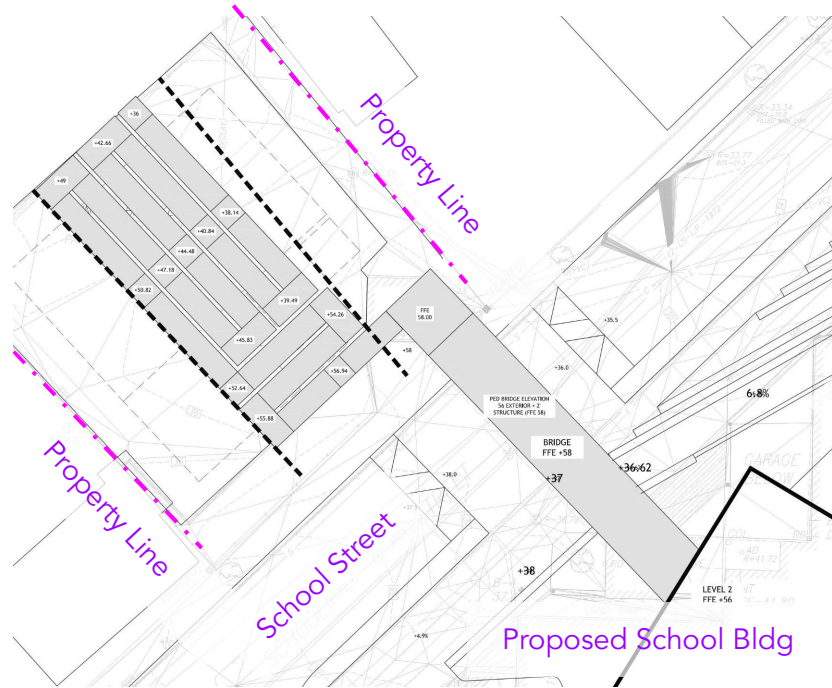 +36
+42.66
+49
Property Line
+38.14
+40.84
+44.48
+47.18
+50.82
+39.49
+54.26
+45.83
FFE
58.00
+58
+56.94
+52.64
+55.88
+35.5
+36.0
PED BRIDGE ELEVATION
56 EXTERIOR + 2'
STRUCTURE (FFE 58)
BRIDGE
FFE +58
6.8%
+36.62
+37
GARAGE
Property Line
+38.0
+37.5
School Street
+38
LEVEL 2
FFE +56
+4.9%
Proposed School Bldg